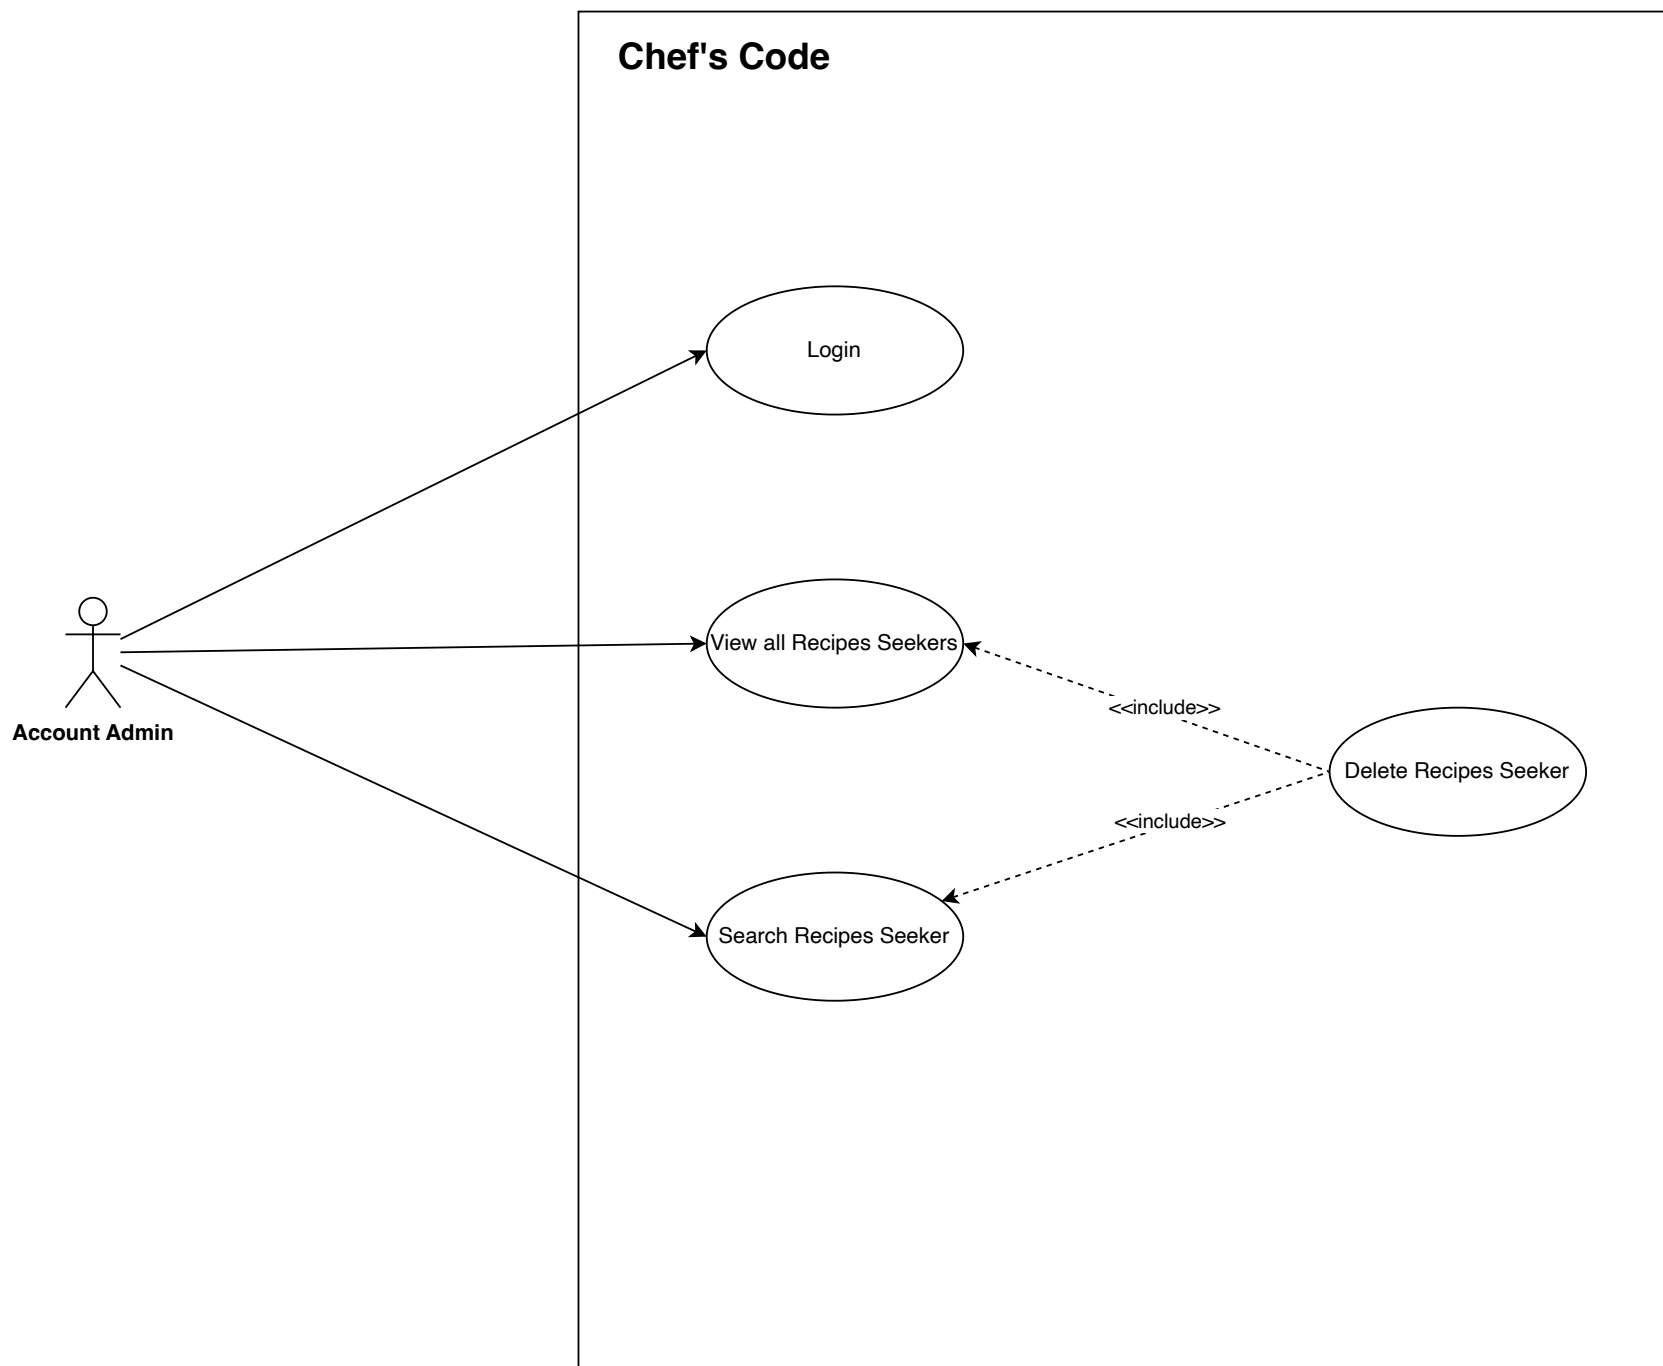 Chef's Code
Login
View all Recipes Seekers
<<include>>
Account Admin
Delete Recipes Seeker
<<include>>
Search Recipes Seeker